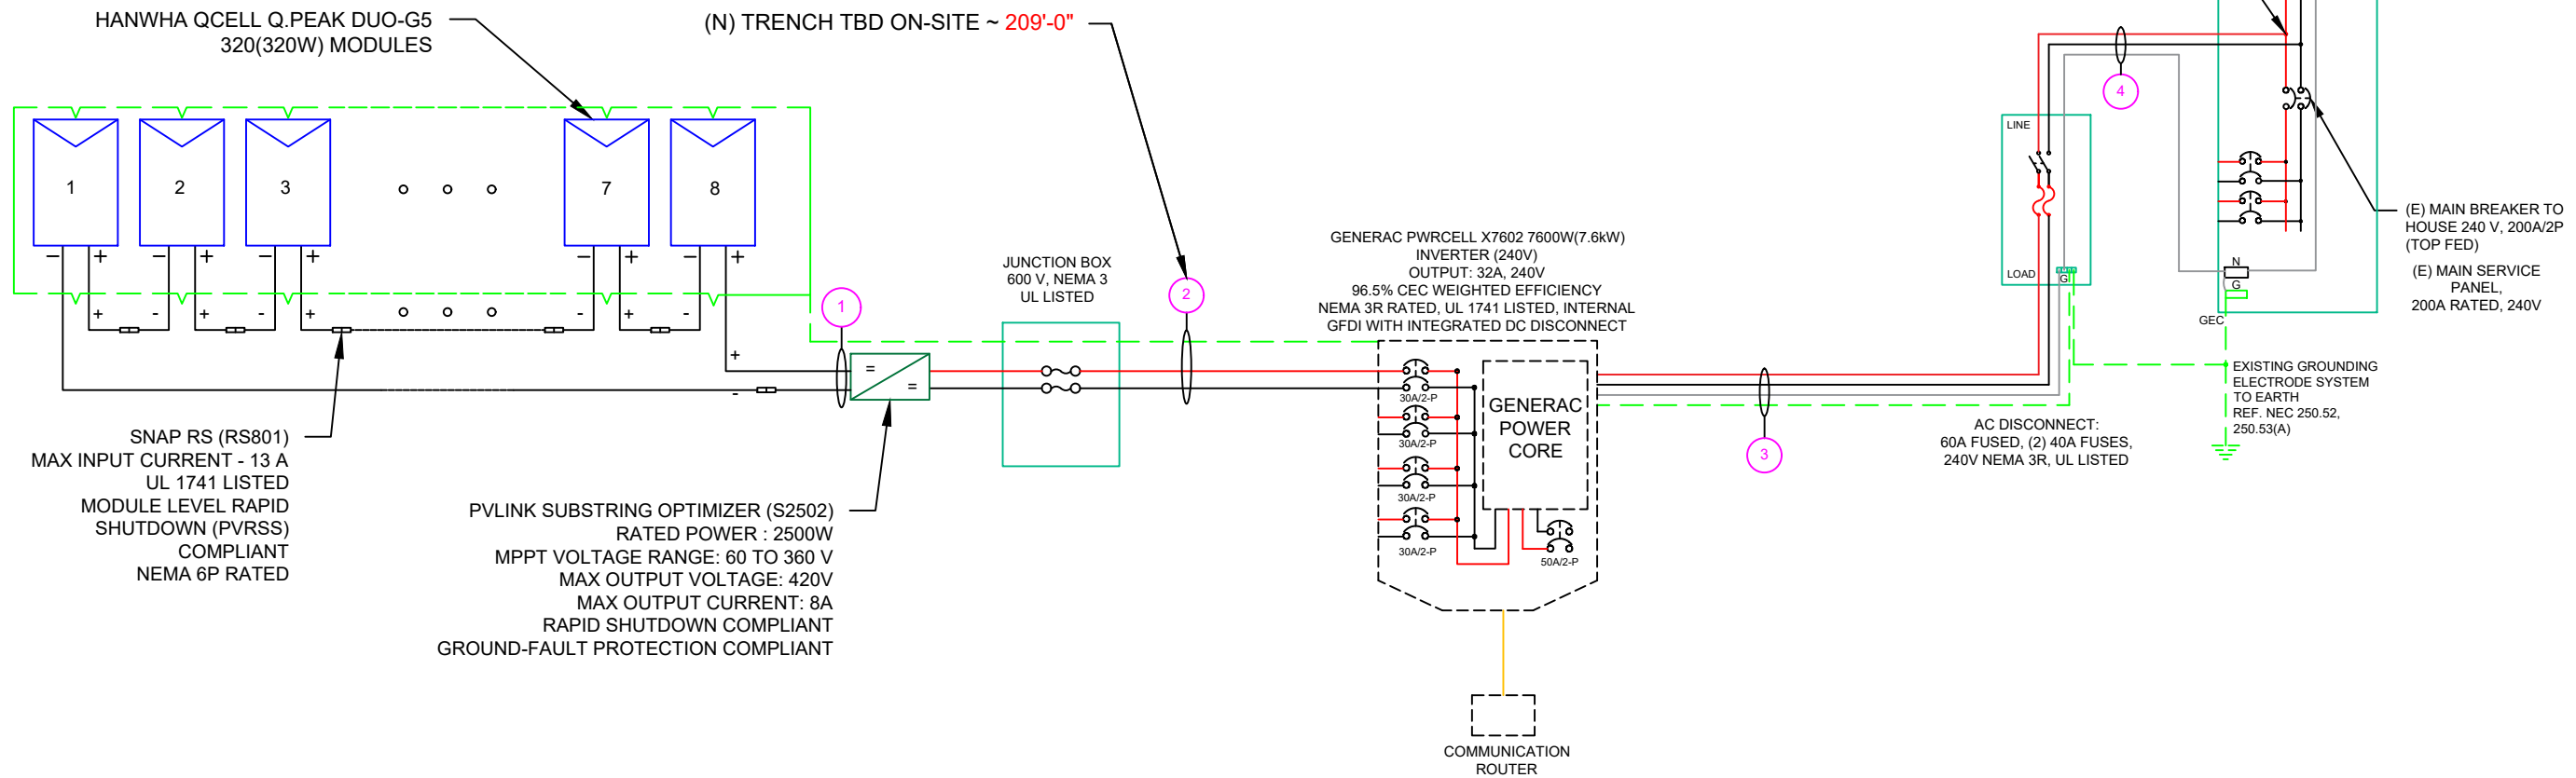 HANWHA QCELL Q.PEAK DUO-G5
320(320W) MODULES
(N) TRENCH TBD ON-SITE ~ 209'-0"
1
2
3
7
8
− +
− +
− +
− +
− +
+ -
+ -
+
- +
-
+
-
1
2
3
4
=
=
SNAP RS (RS801)
MAX INPUT CURRENT - 13 A
UL 1741 LISTED
MODULE LEVEL RAPID
SHUTDOWN (PVRSS)
COMPLIANT
NEMA 6P RATED
PVLINK SUBSTRING OPTIMIZER (S2502)
RATED POWER : 2500W
MPPT VOLTAGE RANGE: 60 TO 360 V
MAX OUTPUT VOLTAGE: 420V
MAX OUTPUT CURRENT: 8A
RAPID SHUTDOWN COMPLIANT
GROUND-FAULT PROTECTION COMPLIANT
JUNCTION BOX
600 V, NEMA 3
UL LISTED
GENERAC PWRCELL X7602 7600W(7.6kW)
INVERTER (240V)
OUTPUT: 32A, 240V
96.5% CEC WEIGHTED EFFICIENCY
NEMA 3R RATED, UL 1741 LISTED, INTERNAL
GFDI WITH INTEGRATED DC DISCONNECT
30A/2-P
30A/2-P
30A/2-P
30A/2-P
GENERAC
POWER
CORE
50A/2-P
COMMUNICATION
ROUTER
LINE
LOAD
G
AC DISCONNECT:
60A FUSED, (2) 40A FUSES,
240V NEMA 3R, UL LISTED
N
G
GEC
(E) MAIN BREAKER TO
HOUSE 240 V, 200A/2P
(TOP FED)
(E) MAIN SERVICE
PANEL,
200A RATED, 240V
EXISTING GROUNDING
ELECTRODE SYSTEM
TO EARTH
REF. NEC 250.52,
250.53(A)